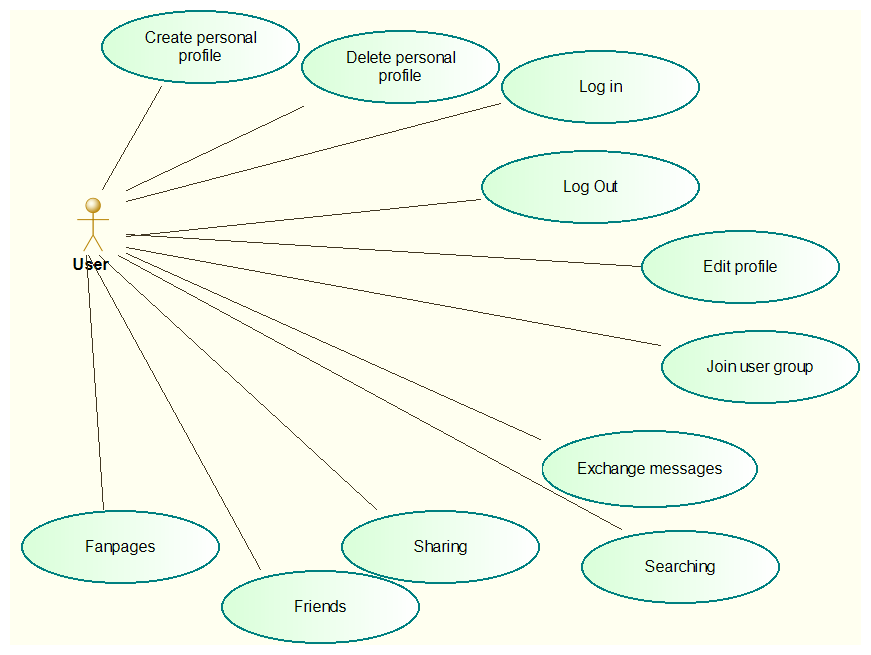 Create personal
profile
Delete personal
profile
Log in
Log Out
Edit profile
User
Join user group
Exchange messages
Fanpages
Sharing
Searching
Friends